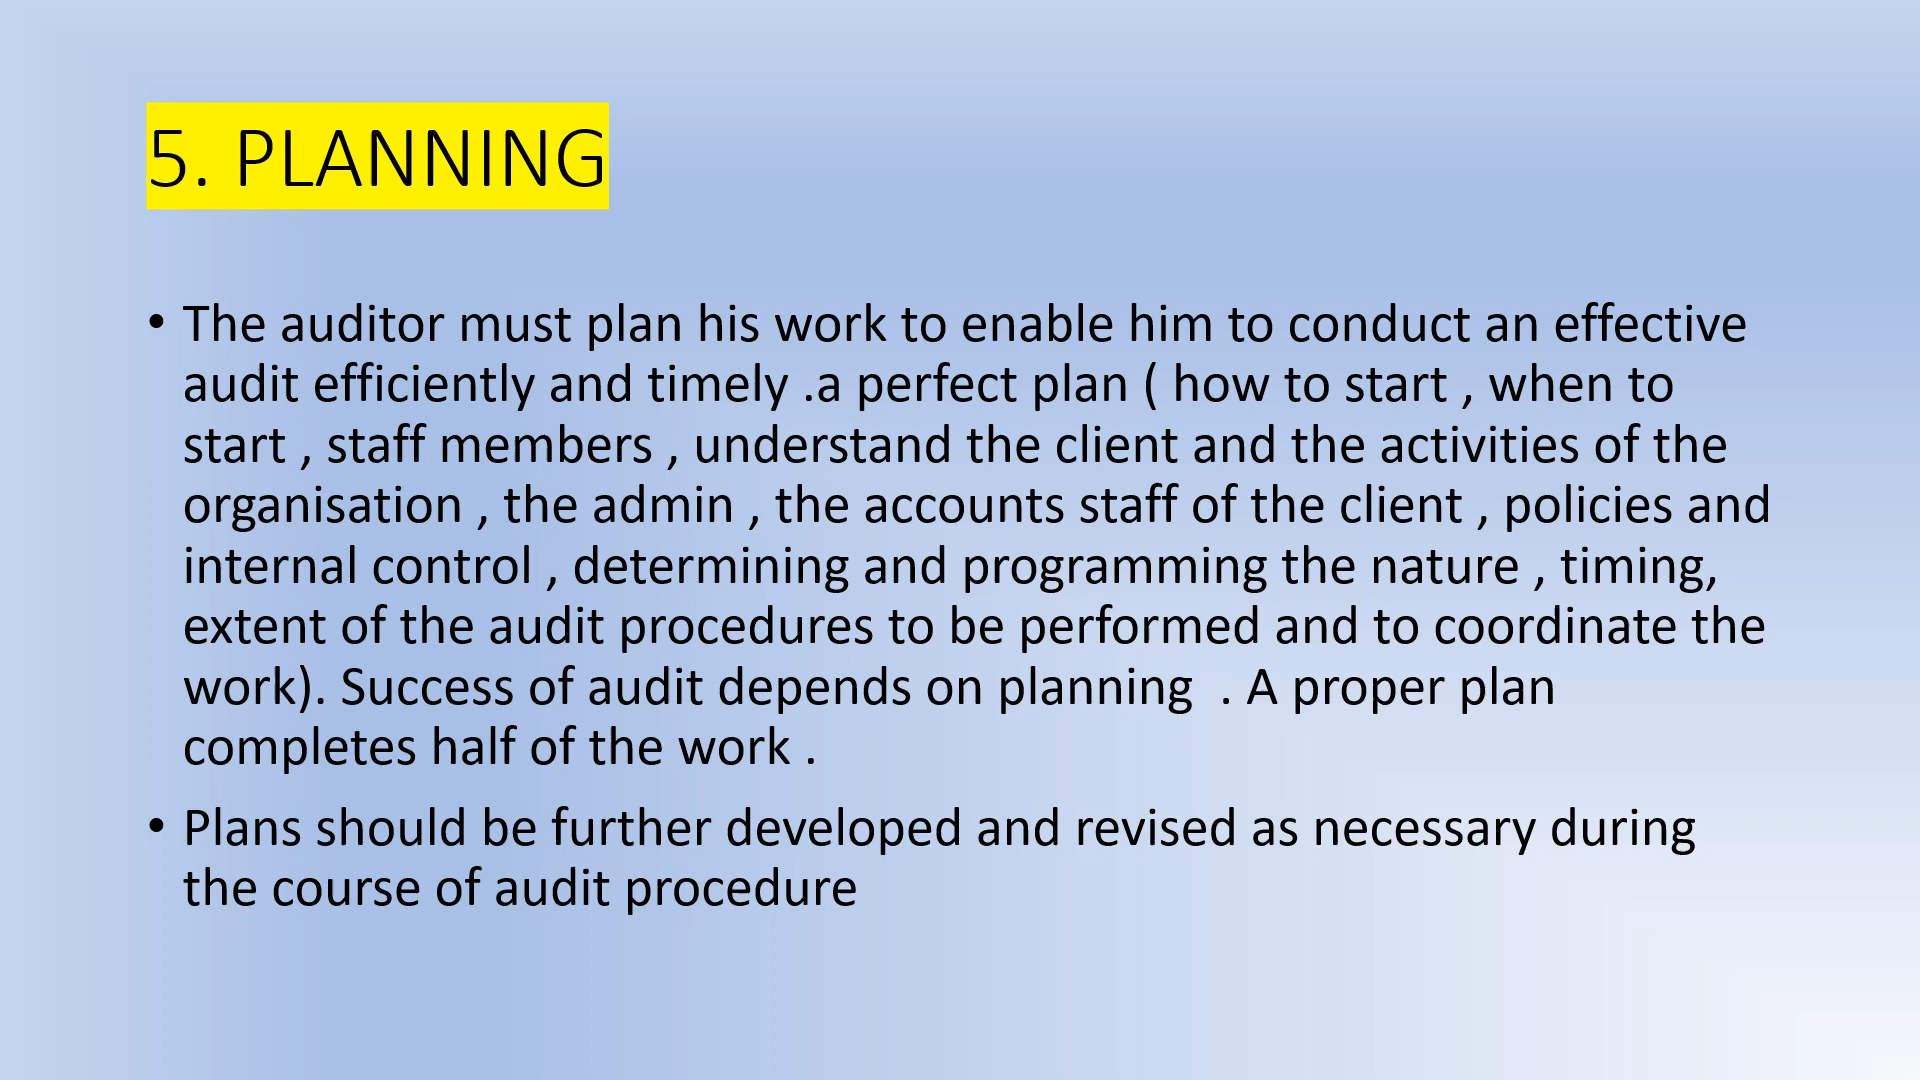 5. PLANNING
• The auditor must plan his work to enable him to conduct an effective
audit efficiently and timely .a perfect plan ( how to start , when to
start , staff members , understand the client and the activities of the
organisation , the admin , the accounts staff of the client , policies and
internal control , determining and programming the nature , timing,
extent of the audit procedures to be performed and to coordinate the
work). Success of audit depends on planning  . A proper plan
completes half of the work .
• Plans should be further developed and revised as necessary during
the course of audit procedure